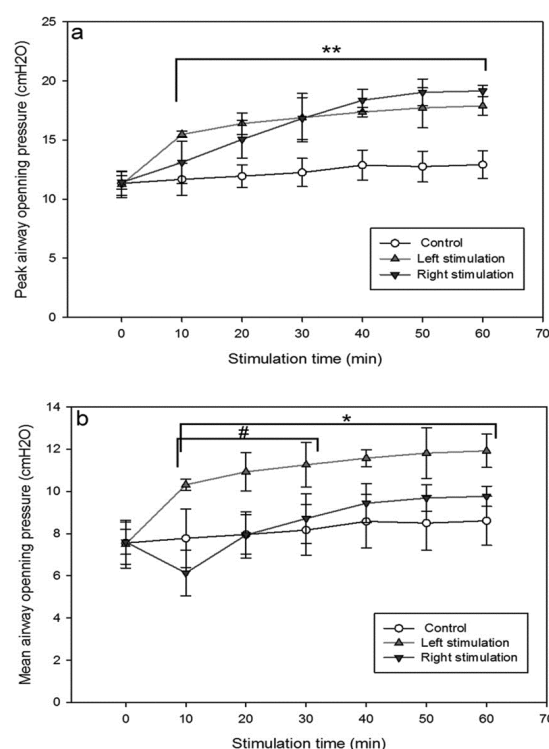 a
**
Peak airway openning pressure (cmH2O)
25
20
15
10
5
0
Control
Left stimulation
Right stimulation
0 10 20 30 40 50 60 70
Stimulation time (min)
b
*
#
Mean airway openning pressure (cmH2O)
14
12
10
8
6
4
2
0
Control
Left stimulation
Right stimulation
0 10 20 30 40 50 60 70
Stimulation time (min)